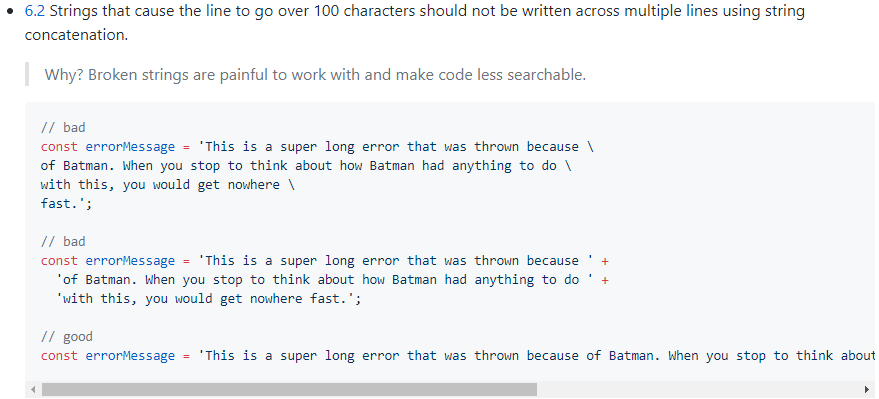 6.2 Strings that cause the line to go over 100 characters should not be written across multiple lines using string
concatenation.
Why? Broken strings are painful to work with and make code less searchable.
// bad
const errorMessage = 'This is a super long error that was thrown because \
of Batman. When you stop to think about how Batman had anything to do \
with this, you would get nowhere \
fast.';
// bad
const errorMessage = 'This is a super long error that was thrown because ' +
  'of Batman. When you stop to think about how Batman had anything to do ' +
  'with this, you would get nowhere fast.';
// good
const errorMessage = 'This is a super long error that was thrown because of Batman. When you stop to think about